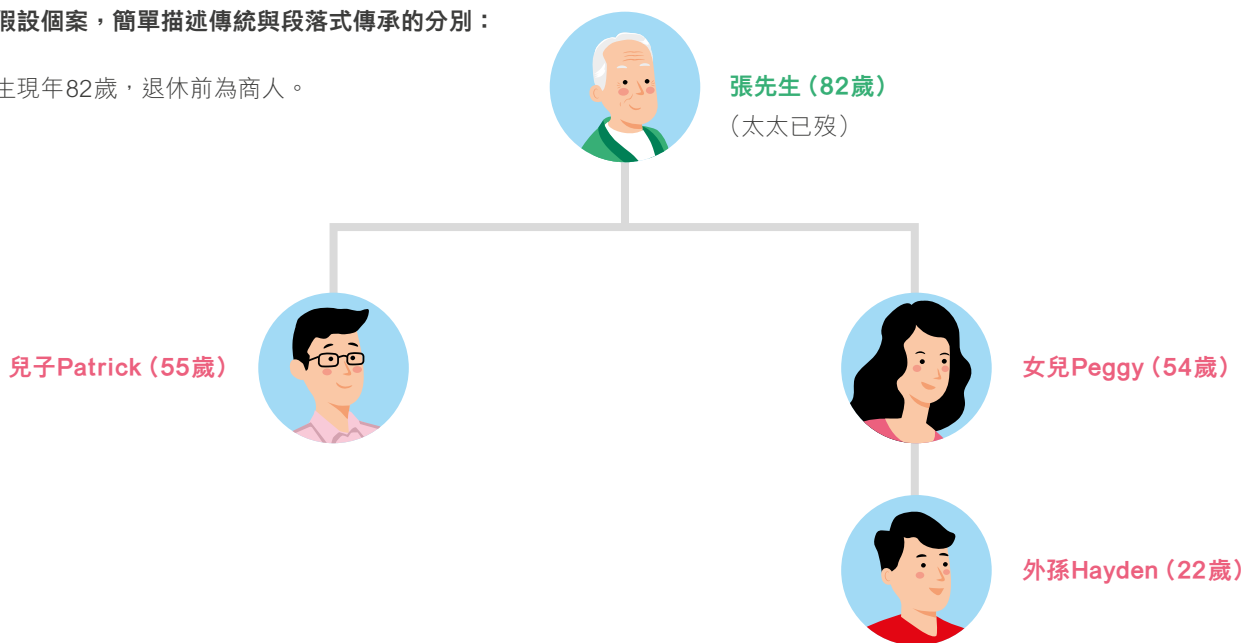 假設個案，簡單描述傳統與段落式傳承的分別：
生現年82歲，退休前為商人。
張先生（82歲）
（太太已歿）
兒子Patrick（55歲）
女兒Peggy（54歲）
外孫Hayden（22歲）